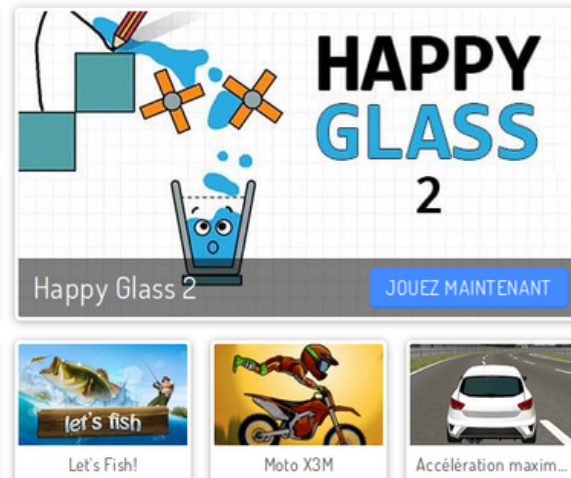 HAPPY
GLASS
2
Happy Glass 2
JOUEZ MAINTENANT
let's fish
Let's Fish!
Moto X3M
Accélération maxim...